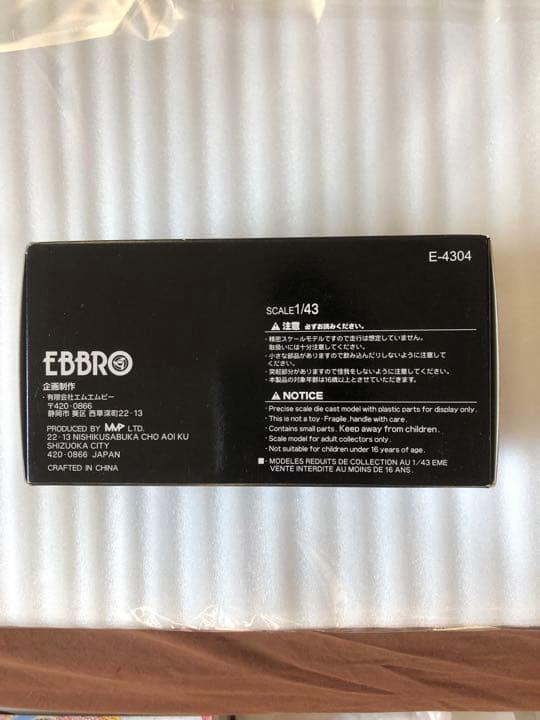 E-4304
SCALE 1/43
⚠ 注意 必ずお読みください。
・精密スケールモデルですので走行は想定していません。
取扱いには十分注意してください。
・小さな部品がありますので飲み込んだりしないように注意して
ください。
・突起部分がありますので怪我をしないように注意してください。
・本製品の対象年齢は16歳以上とさせていただきます。
⚠ NOTICE
・Precise scale die cast model with plastic parts for display only.
・This is not a toy・Fragile, handle with care.
・Contains small parts. Keep away from children.
・Scale model for adult collectors only.
・Not suitable for children under 16 years of age.
■・MODELES REDUITS DE COLLECTION AU 1/43 EME
VENTE INTERDITE AU MOINS DE 16 ANS.
EBBRO
企画制作
・有限会社エムエムピー
〒420-0866
静岡市 葵区 西草深町22-13
PRODUCED BY MMP LTD.
22-13 NISHIKUSABUKA CHO AOI KU
SHIZUOKA CITY
420-0866 JAPAN
CRAFTED IN CHINA